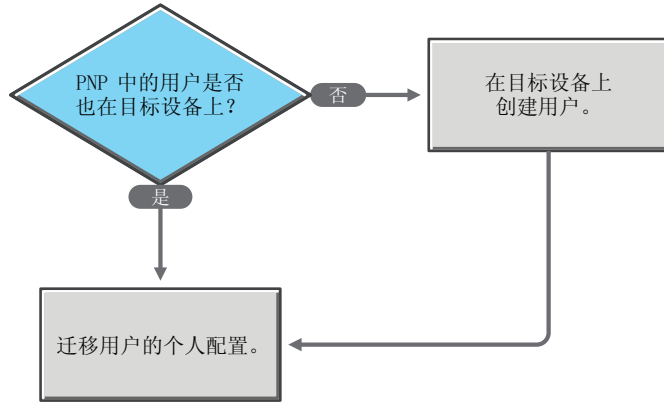 PNP 中的用户是否
也在目标设备上？
否
在目标设备上
创建用户。
是
迁移用户的个人配置。